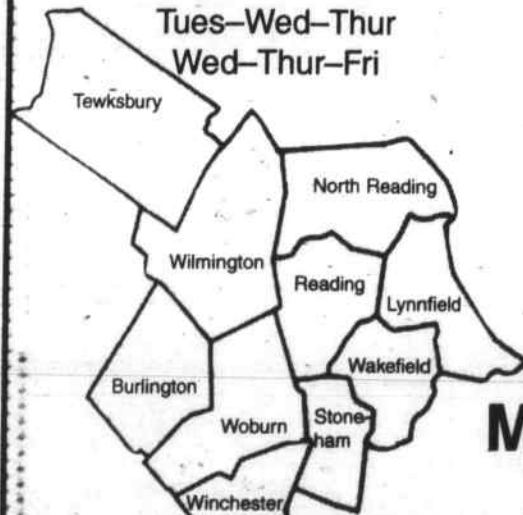 Tues–Wed–Thur
Wed–Thur–Fri
Tewksbury
North Reading
Wilmington
Reading
Lynnfield
Wakefield
Burlington
Stone-
ham
Woburn
M
Winchester